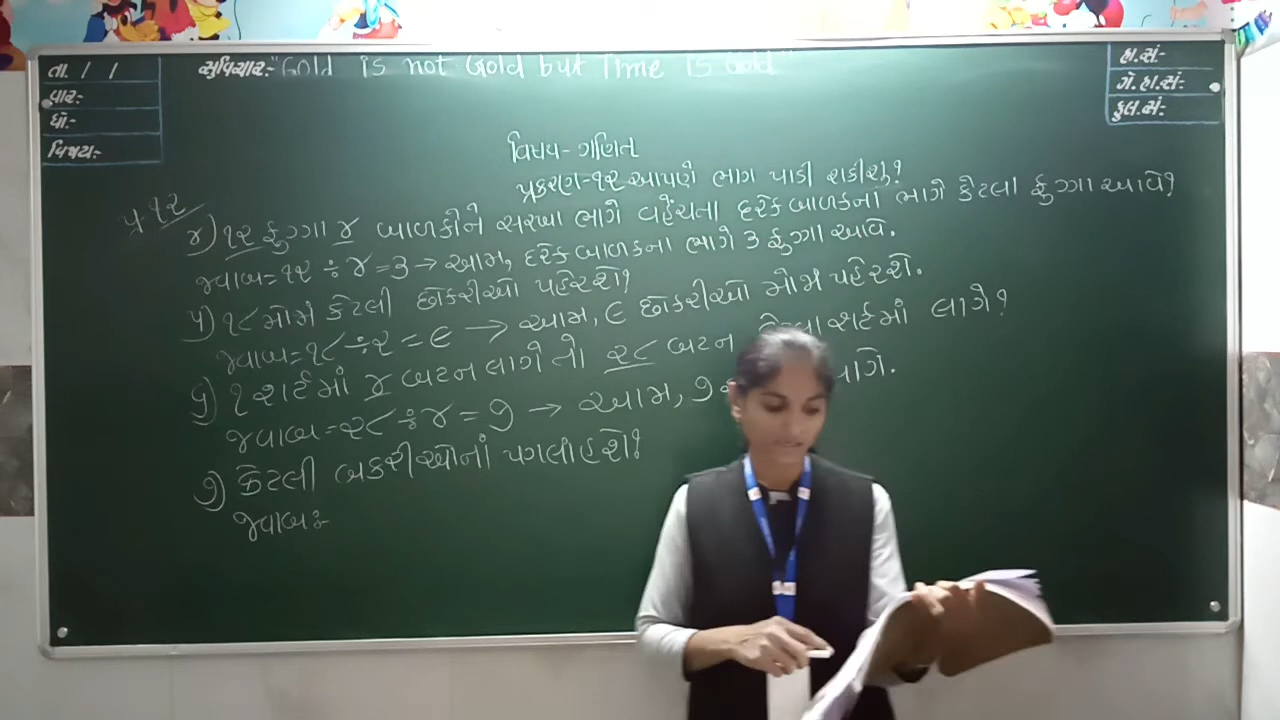 તા. / /
વાર:-
ઘો:-
વિષય:-
સુવિચાર:- "Gold is not Gold but Time is Gold"
હા.સં:-
ગે.હા.સં:-
કુલ.સં:-
વિષય- ગણિત
પ્રકરણ-૧૨ આપણે ભાગ પાડી શકીશું?
પ્ર-૧૨
૪) ૧૨ ફુગ્ગા ૪ બાળકોને સરખા ભાગે વહેંચતા દરેક બાળકના ભાગે કેટલા ફુગ્ગા આવે?
જવાબ= ૧૨ ÷ ૪ = ૩ → આમ, દરેક બાળકના ભાગે ૩ ફુગ્ગા આવે.
૫) ૧૮ મોજાં કેટલી છોકરીઓ પહેરશે?
જવાબ= ૧૮ ÷ ૨ = ૯ → આમ, ૯ છોકરીઓ મોજાં પહેરશે.
૬) ૧ શર્ટમાં ૪ બટન લાગે તો ૨૮ બટન શર્ટમાં લાગે?
જવાબ= ૨૮ ÷ ૪ = ૭ → આમ, ૭ લાગે.
૭) કેટલી બકરીઓનાં પગલાં હશે?
જવાબ:-